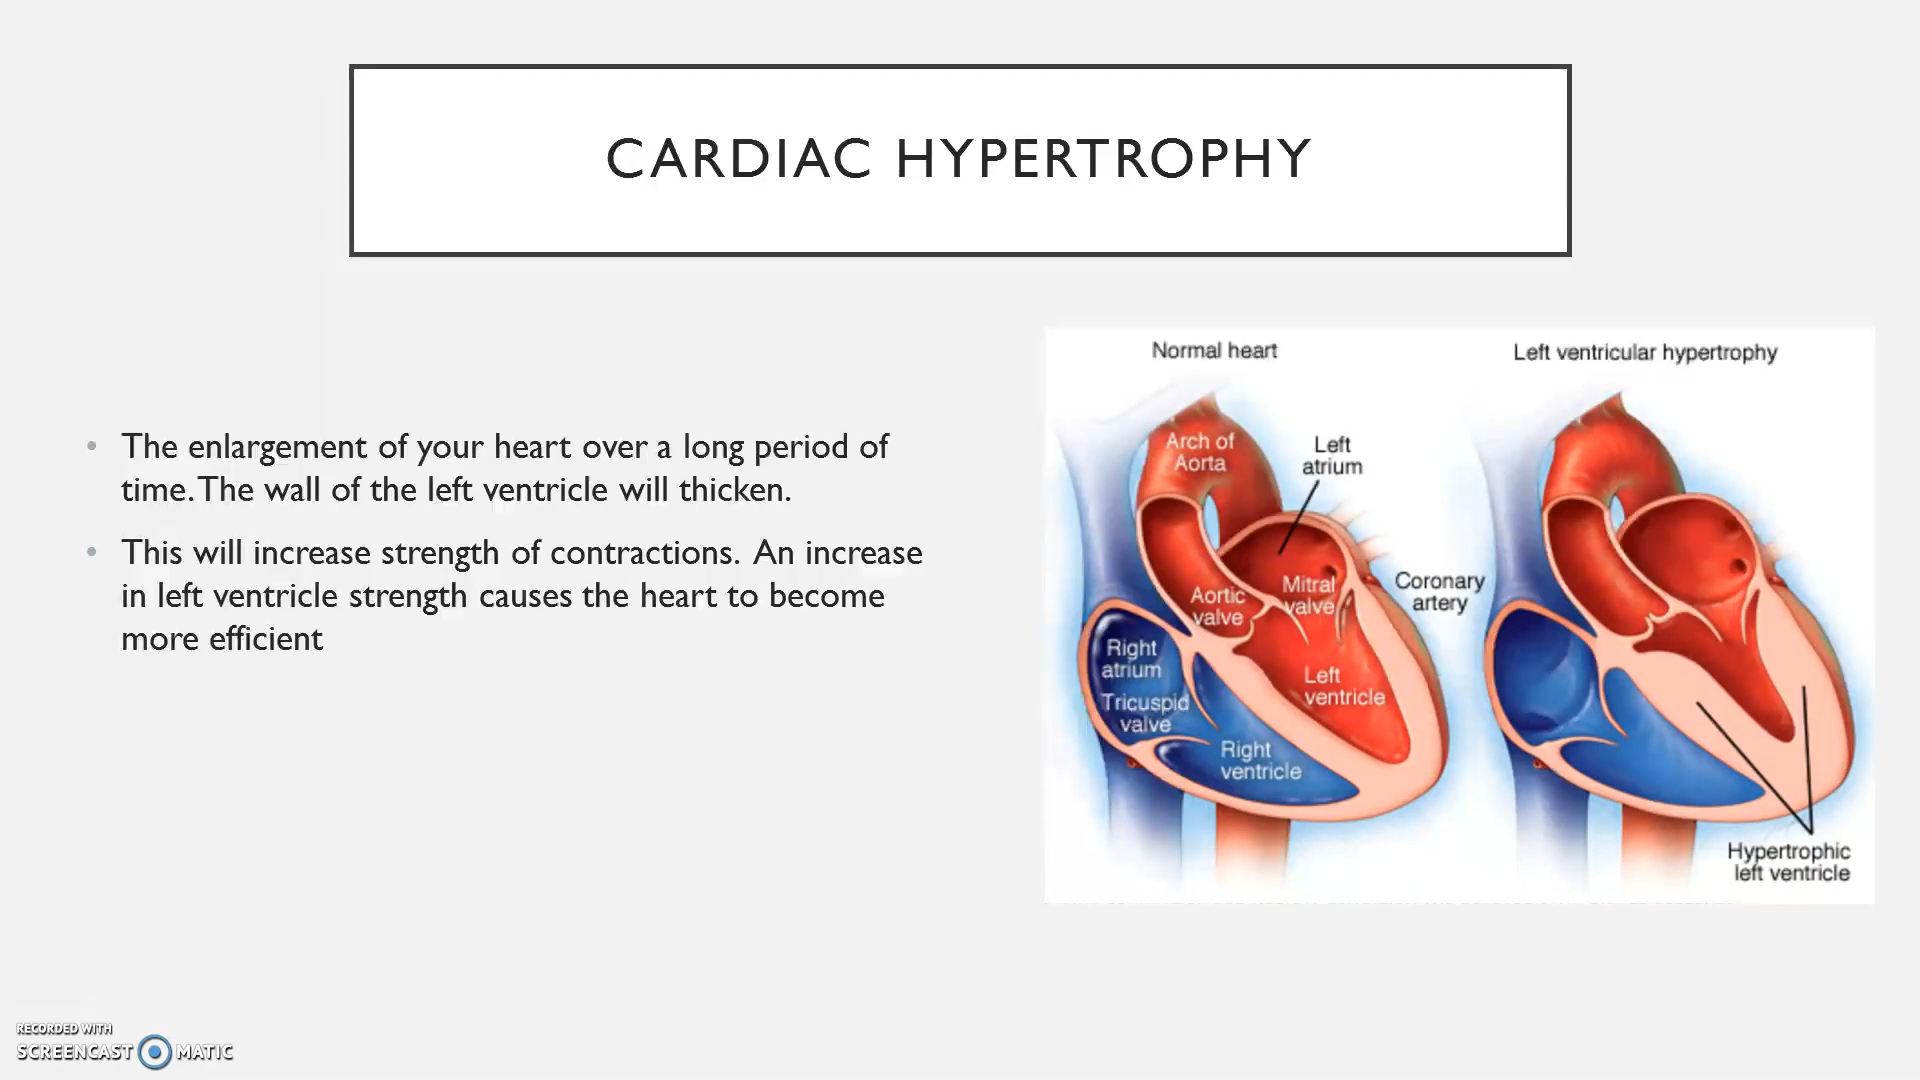 CARDIAC HYPERTROPHY
• The enlargement of your heart over a long period of
time. The wall of the left ventricle will thicken.
• This will increase strength of contractions. An increase
in left ventricle strength causes the heart to become
more efficient
Normal heart
Left ventricular hypertrophy
Arch of
Aorta
Left
atrium
Aortic
valve
Mitral
valve
Coronary
artery
Right
atrium
Tricuspid
valve
Left
ventricle
Right
ventricle
Hypertrophic
left ventricle
RECORDED WITH
SCREENCAST MATIC